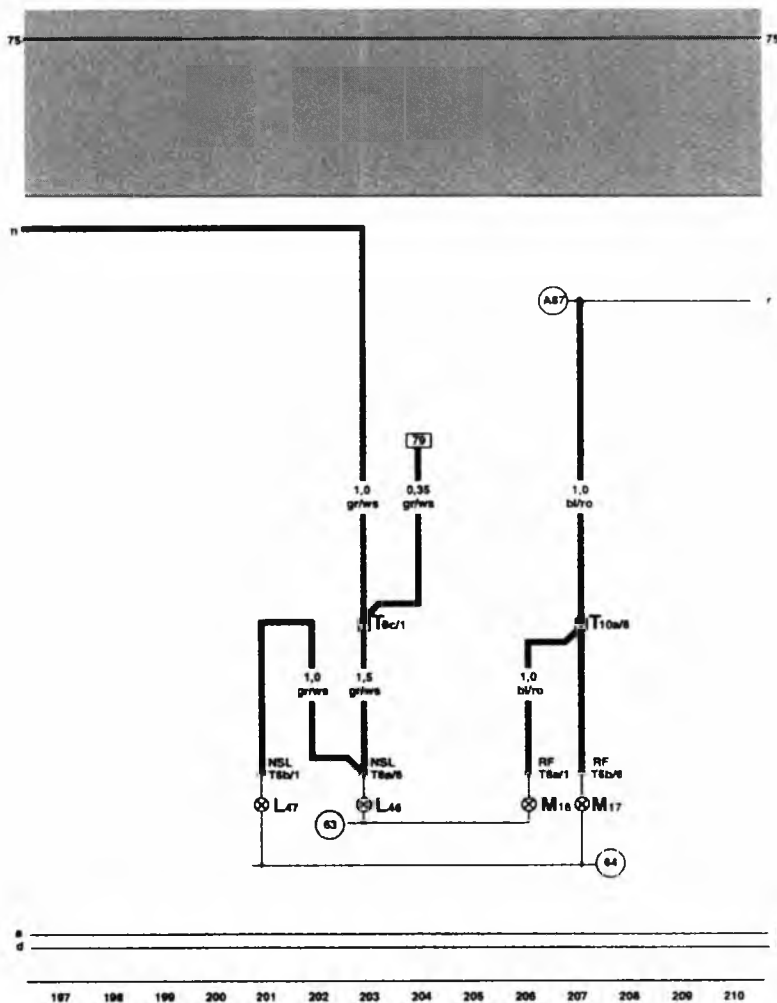 75 75
n
A87 r
79
1,0 0,35 1,0
gr/ws gr/ws bl/ro
T8c/1 T10a/8
1,0 1,5 1,0
gr/ws gr/ws bl/ro
NSL NSL RF RF
T6b/1 T6a/6 T6a/1 T6b/6
L47 L46 M16 M17
63
64
a
d
197 198 199 200 201 202 203 204 205 206 207 208 209 210